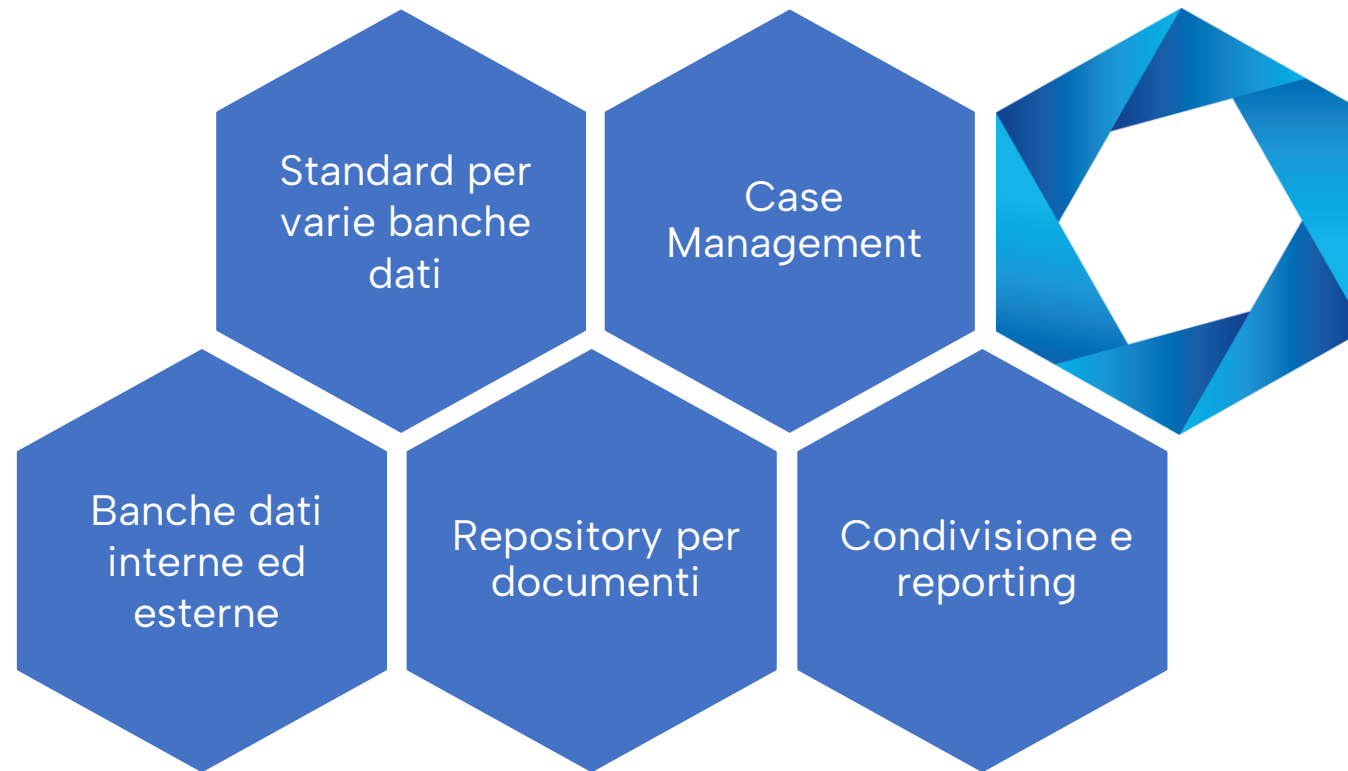 Standard per
varie banche
dati
Case
Management
Banche dati
interne ed
esterne
Repository per
documenti
Condivisione e
reporting